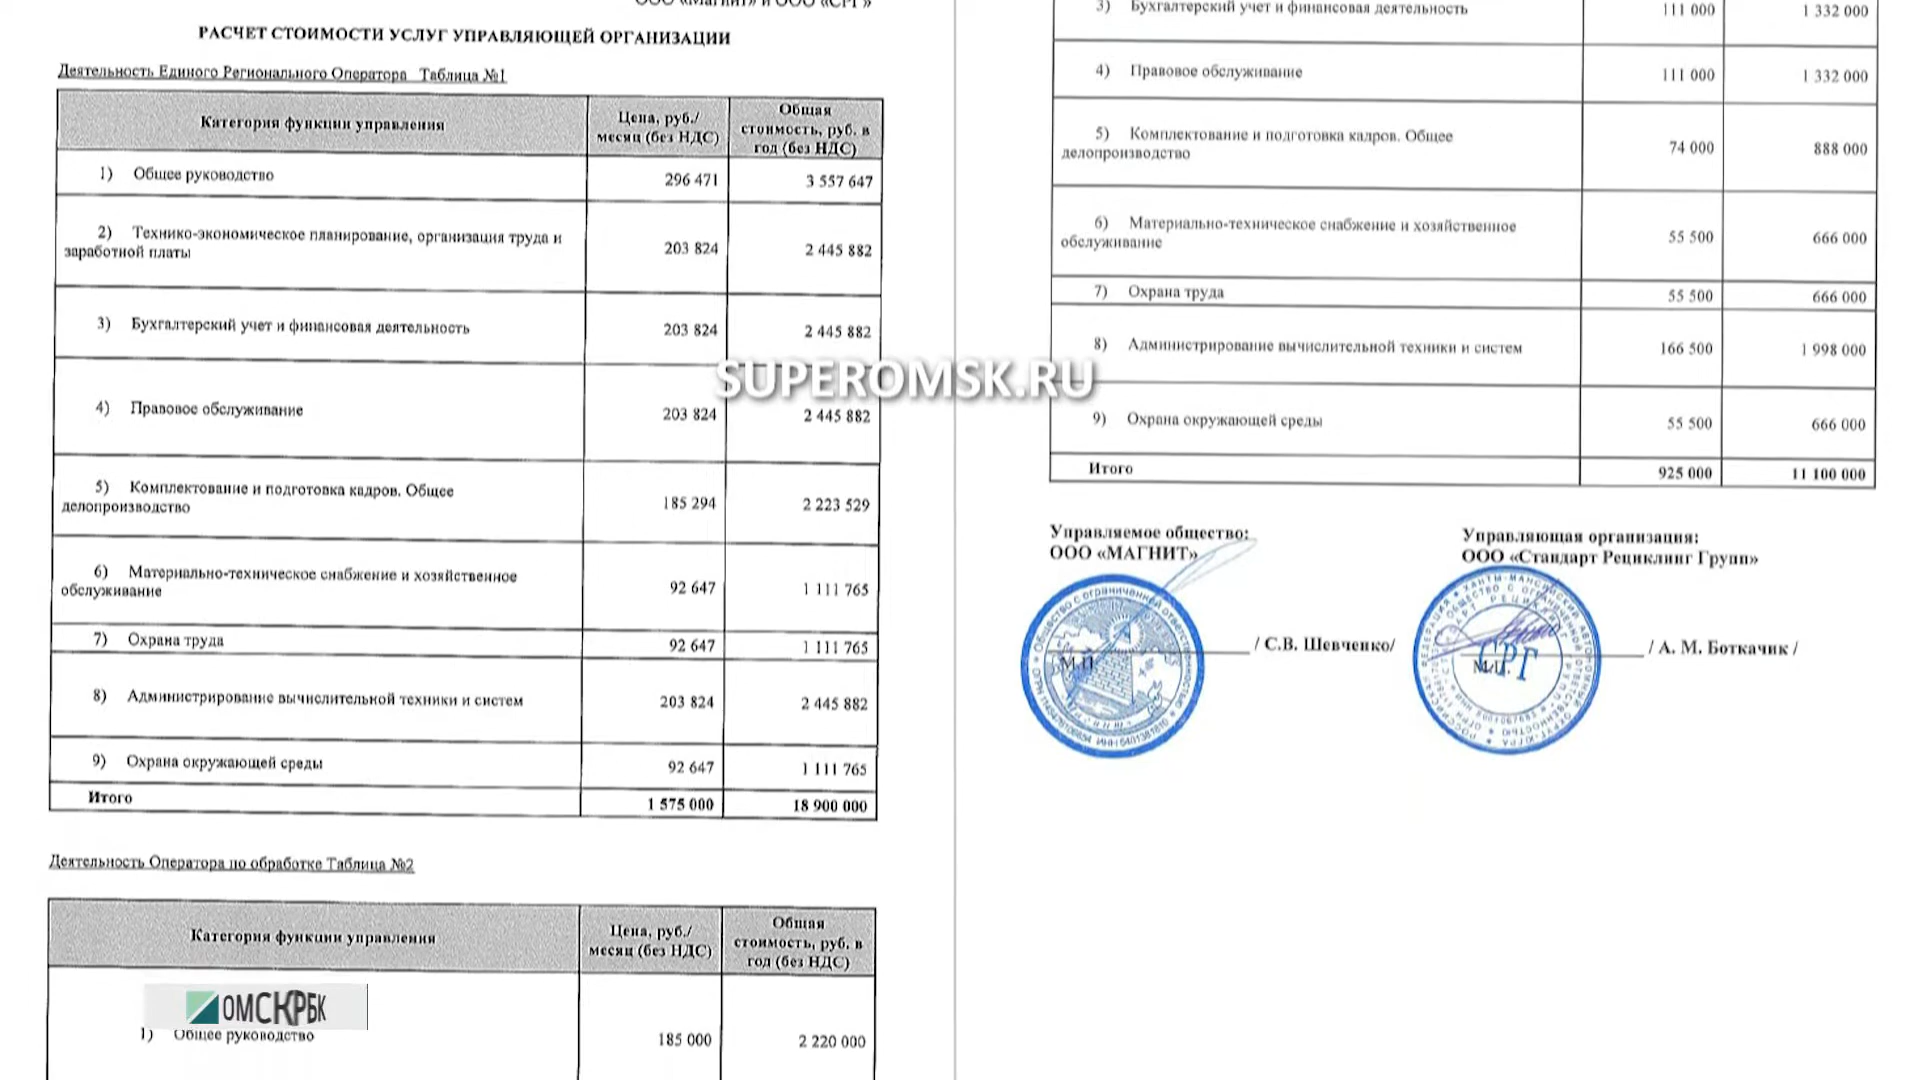 ООО «Магнит» и ООО «СРГ»
РАСЧЕТ СТОИМОСТИ УСЛУГ УПРАВЛЯЮЩЕЙ ОРГАНИЗАЦИИ
Деятельность Единого Регионального Оператора Таблица №1
Категория функции управления
Цена, руб./
месяц (без НДС)
Общая
стоимость, руб. в
год (без НДС)
1) Общее руководство 296 471 3 557 647
2) Технико-экономическое планирование, организация труда и
заработной платы 203 824 2 445 882
3) Бухгалтерский учет и финансовая деятельность 203 824 2 445 882
4) Правовое обслуживание 203 824 2 445 882
5) Комплектование и подготовка кадров. Общее
делопроизводство 185 294 2 223 529
6) Материально-техническое снабжение и хозяйственное
обслуживание 92 647 1 111 765
7) Охрана труда 92 647 1 111 765
8) Администрирование вычислительной техники и систем 203 824 2 445 882
9) Охрана окружающей среды 92 647 1 111 765
Итого 1 575 000 18 900 000
Деятельность Оператора по обработке Таблица №2
Категория функции управления
Цена, руб./
месяц (без НДС)
Общая
стоимость, руб. в
год (без НДС)
ОМСКРБК
1) Общее руководство 185 000 2 220 000
3) Бухгалтерский учет и финансовая деятельность 111 000 1 332 000
4) Правовое обслуживание 111 000 1 332 000
5) Комплектование и подготовка кадров. Общее
делопроизводство 74 000 888 000
6) Материально-техническое снабжение и хозяйственное
обслуживание 55 500 666 000
7) Охрана труда 55 500 666 000
8) Администрирование вычислительной техники и систем 166 500 1 998 000
9) Охрана окружающей среды 55 500 666 000
Итого 925 000 11 100 000
SUPEROMSK.RU
Управляемое общество:
ООО «МАГНИТ»
/ С.В. Шевченко/
М.П.
Управляющая организация:
ООО «Стандарт Рециклинг Групп»
/ А. М. Боткачик /
М.П.
СРГ